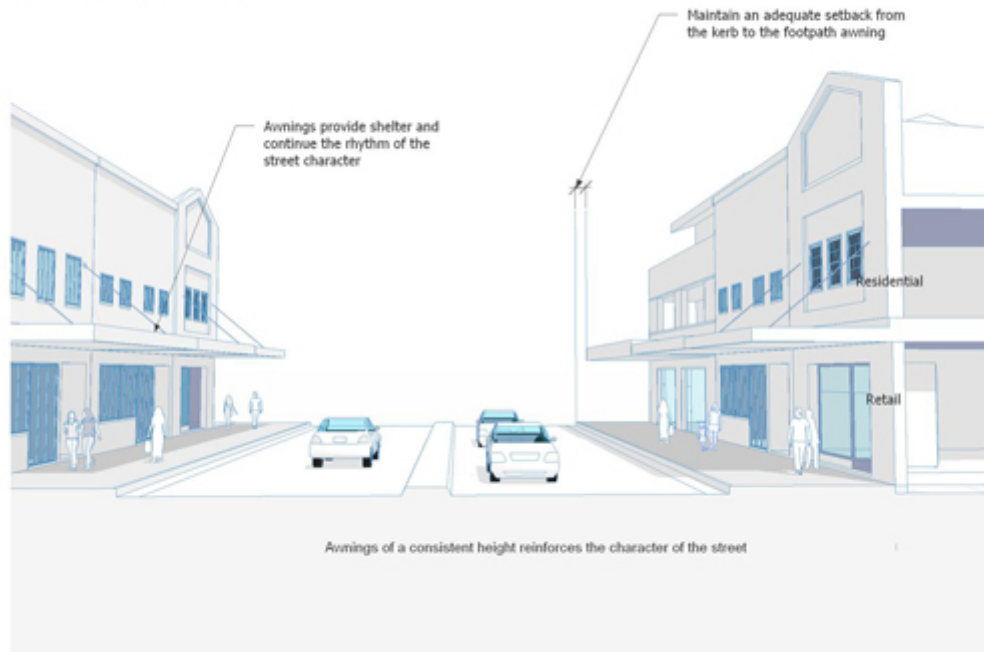 Maintain an adequate setback from
the kerb to the footpath awning
Awnings provide shelter and
continue the rhythm of the
street character
Residential
Retail
Awnings of a consistent height reinforces the character of the street